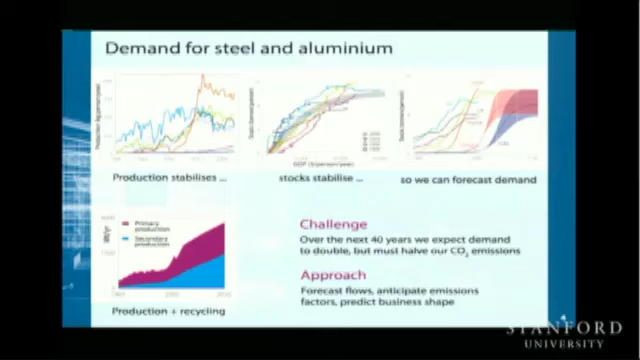 Demand for steel and aluminium
Production stabilises ...
stocks stabilise ...
so we can forecast demand
Primary
production
Secondary
production
Production + recycling
Challenge
Over the next 40 years we expect demand
to double, but must halve our CO₂ emissions
Approach
Forecast flows, anticipate emissions
factors, predict business shape
STANFORD
UNIVERSITY